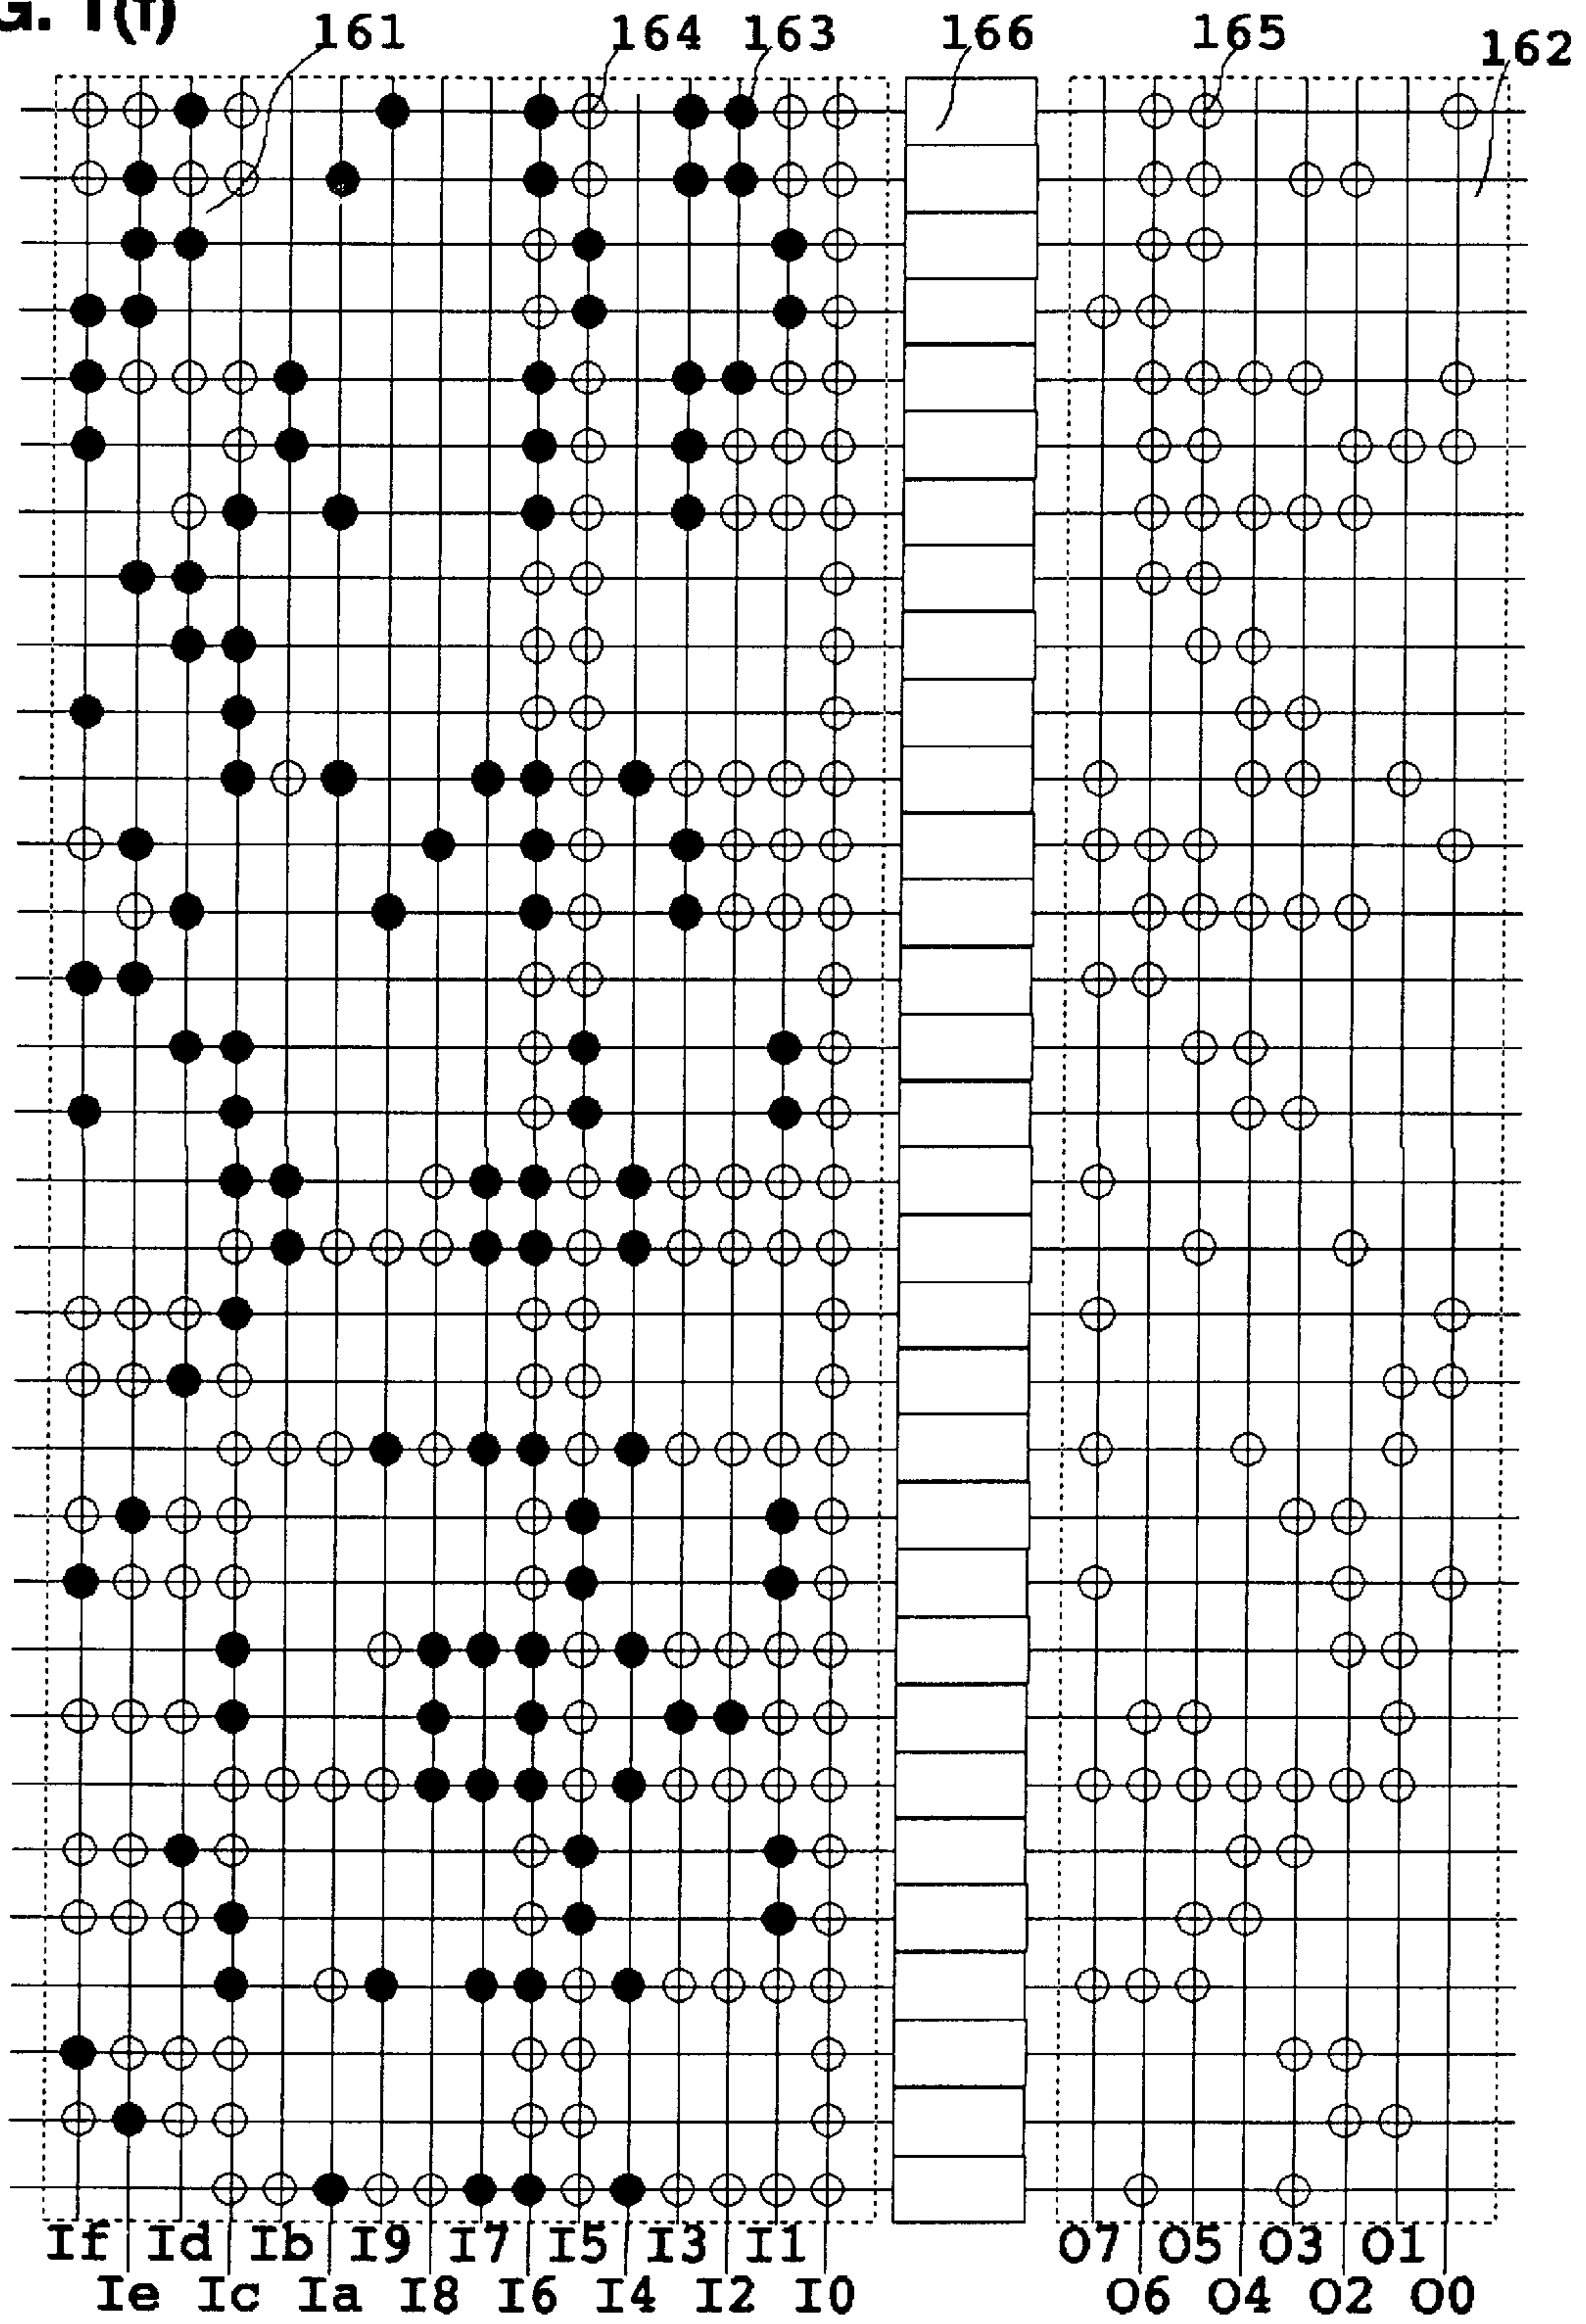 G. 1(f)
161 164 163 166 165 162
If Id Ib I9 I7 I5 I3 I1 O7 O5 O3 O1
Ie Ic Ia I8 I6 I4 I2 I0 O6 O4 O2 O0